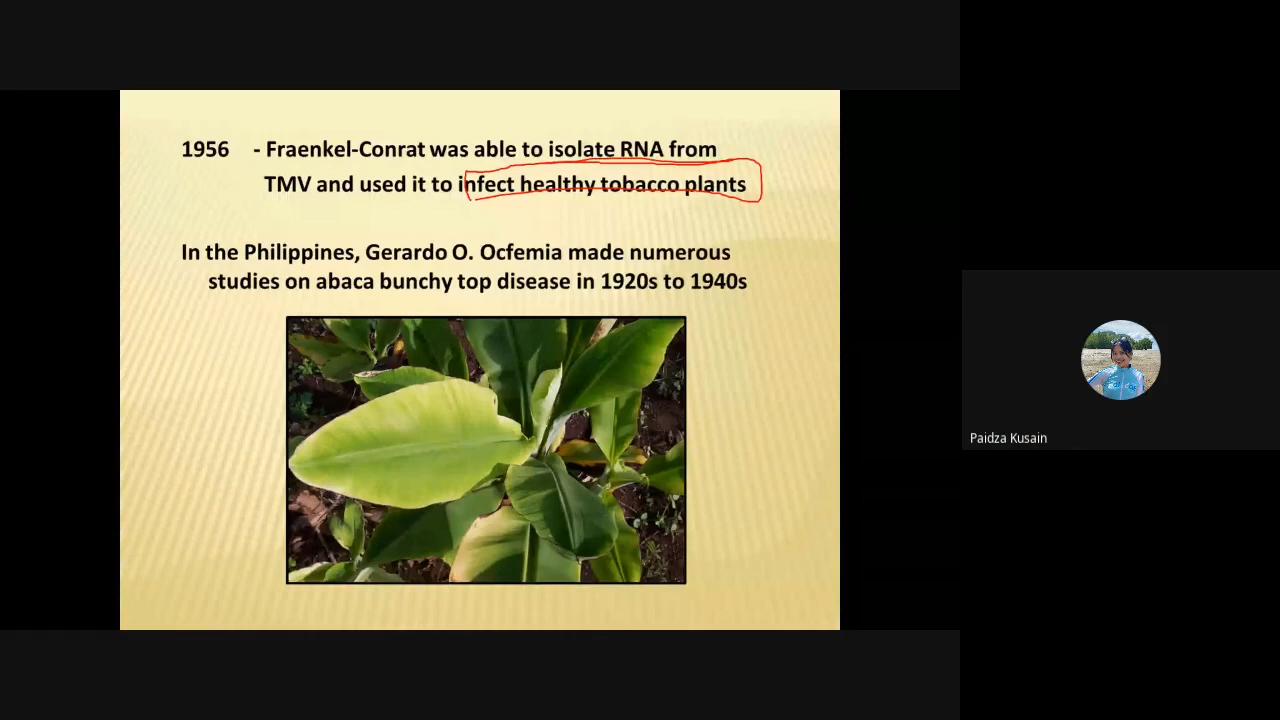 1956 - Fraenkel-Conrat was able to isolate RNA from
TMV and used it to infect healthy tobacco plants
In the Philippines, Gerardo O. Ocfemia made numerous
studies on abaca bunchy top disease in 1920s to 1940s
Paidza Kusain